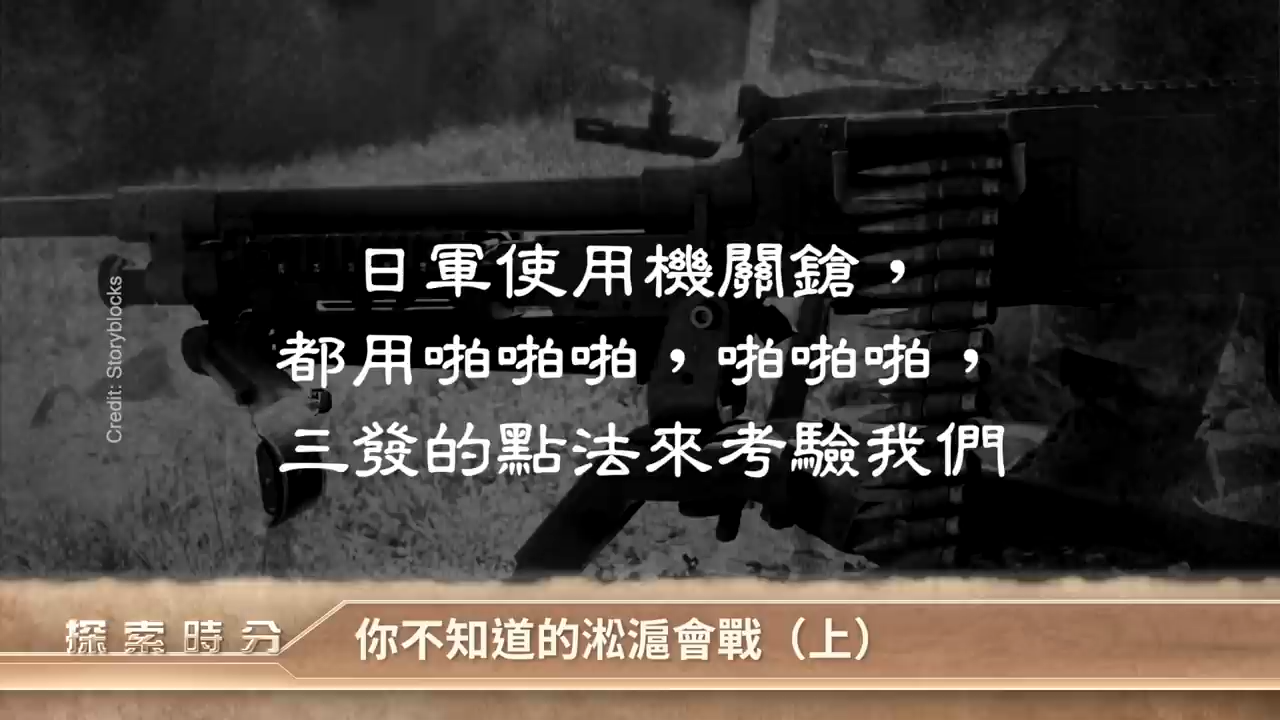 日軍使用機關鎗，
都用啪啪啪，啪啪啪，
三發的點法來考驗我們
Credit: Storyblocks
探索時分
你不知道的淞滬會戰（上）